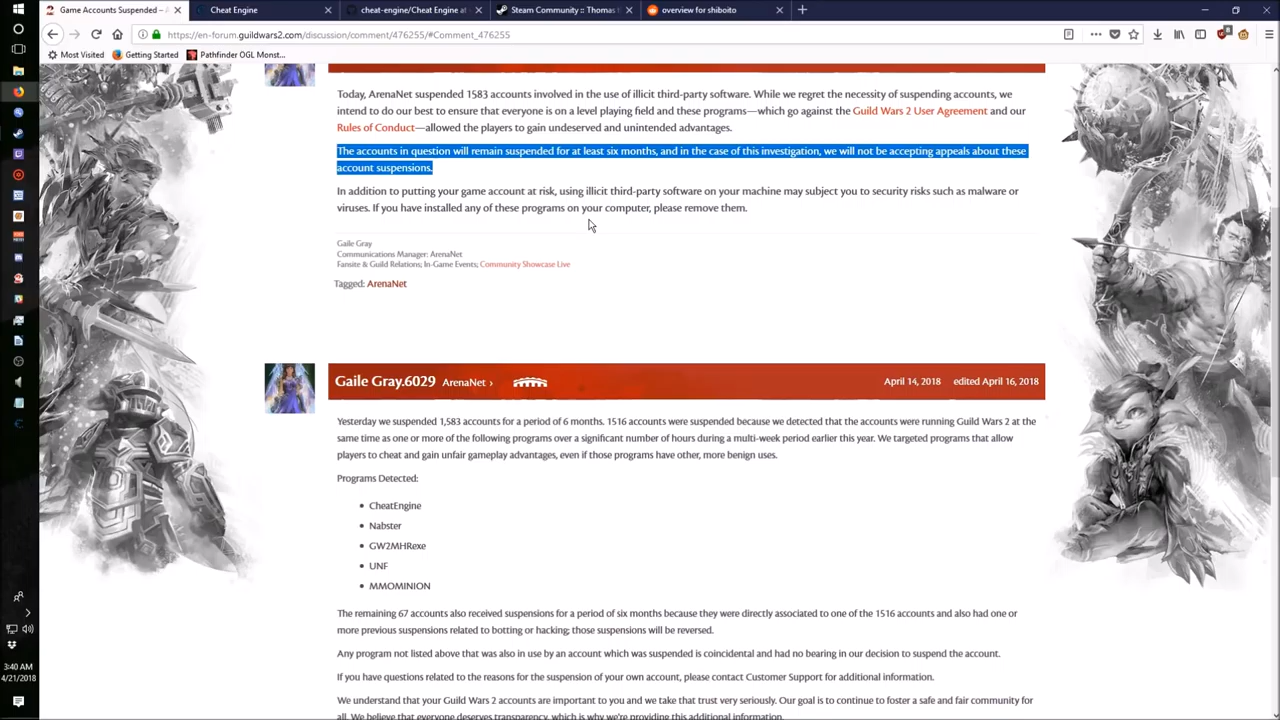 Game Accounts Suspended – A
Cheat Engine
cheat-engine/Cheat Engine at
Steam Community :: Thomas
overview for shiboito
https://en-forum.guildwars2.com/discussion/comment/476255/#Comment_476255
Most Visited
Getting Started
Pathfinder OGL Monst...
Today, ArenaNet suspended 1583 accounts involved in the use of illicit third-party software. While we regret the necessity of suspending accounts, we
intend to do our best to ensure that everyone is on a level playing field and these programs—which go against the Guild Wars 2 User Agreement and our
Rules of Conduct—allowed the players to gain undeserved and unintended advantages.
The accounts in question will remain suspended for at least six months, and in the case of this investigation, we will not be accepting appeals about these
account suspensions.
In addition to putting your game account at risk, using illicit third-party software on your machine may subject you to security risks such as malware or
viruses. If you have installed any of these programs on your computer, please remove them.
Gaile Gray
Communications Manager: ArenaNet
Fansite & Guild Relations; In-Game Events; Community Showcase Live
Tagged: ArenaNet
Gaile Gray.6029 ArenaNet ›
April 14, 2018 edited April 16, 2018
Yesterday we suspended 1,583 accounts for a period of 6 months. 1516 accounts were suspended because we detected that the accounts were running Guild Wars 2 at the
same time as one or more of the following programs over a significant number of hours during a multi-week period earlier this year. We targeted programs that allow
players to cheat and gain unfair gameplay advantages, even if those programs have other, more benign uses.
Programs Detected:
• CheatEngine
• Nabster
• GW2MHRexe
• UNF
• MMOMINION
The remaining 67 accounts also received suspensions for a period of six months because they were directly associated to one of the 1516 accounts and also had one or
more previous suspensions related to botting or hacking; those suspensions will be reversed.
Any program not listed above that was also in use by an account which was suspended is coincidental and had no bearing in our decision to suspend the account.
If you have questions related to the reasons for the suspension of your own account, please contact Customer Support for additional information.
We understand that your Guild Wars 2 accounts are important to you and we take that trust very seriously. Our goal is to continue to foster a safe and fair community for
all. We believe that everyone deserves transparency, which is why we're providing this additional information.
3:40 AM
4/21/2018